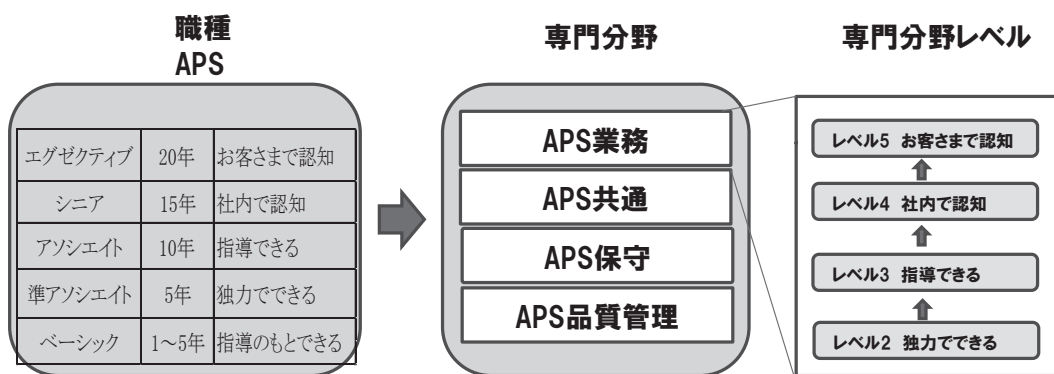 職種
APS
エグゼクティブ 20年 お客さまで認知
シニア 15年 社内で認知
アソシエイト 10年 指導できる
準アソシエイト 5年 独力でできる
ベーシック 1～5年 指導のもとできる
専門分野
APS業務
APS共通
APS保守
APS品質管理
専門分野レベル
レベル5 お客さまで認知
レベル4 社内で認知
レベル3 指導できる
レベル2 独力でできる